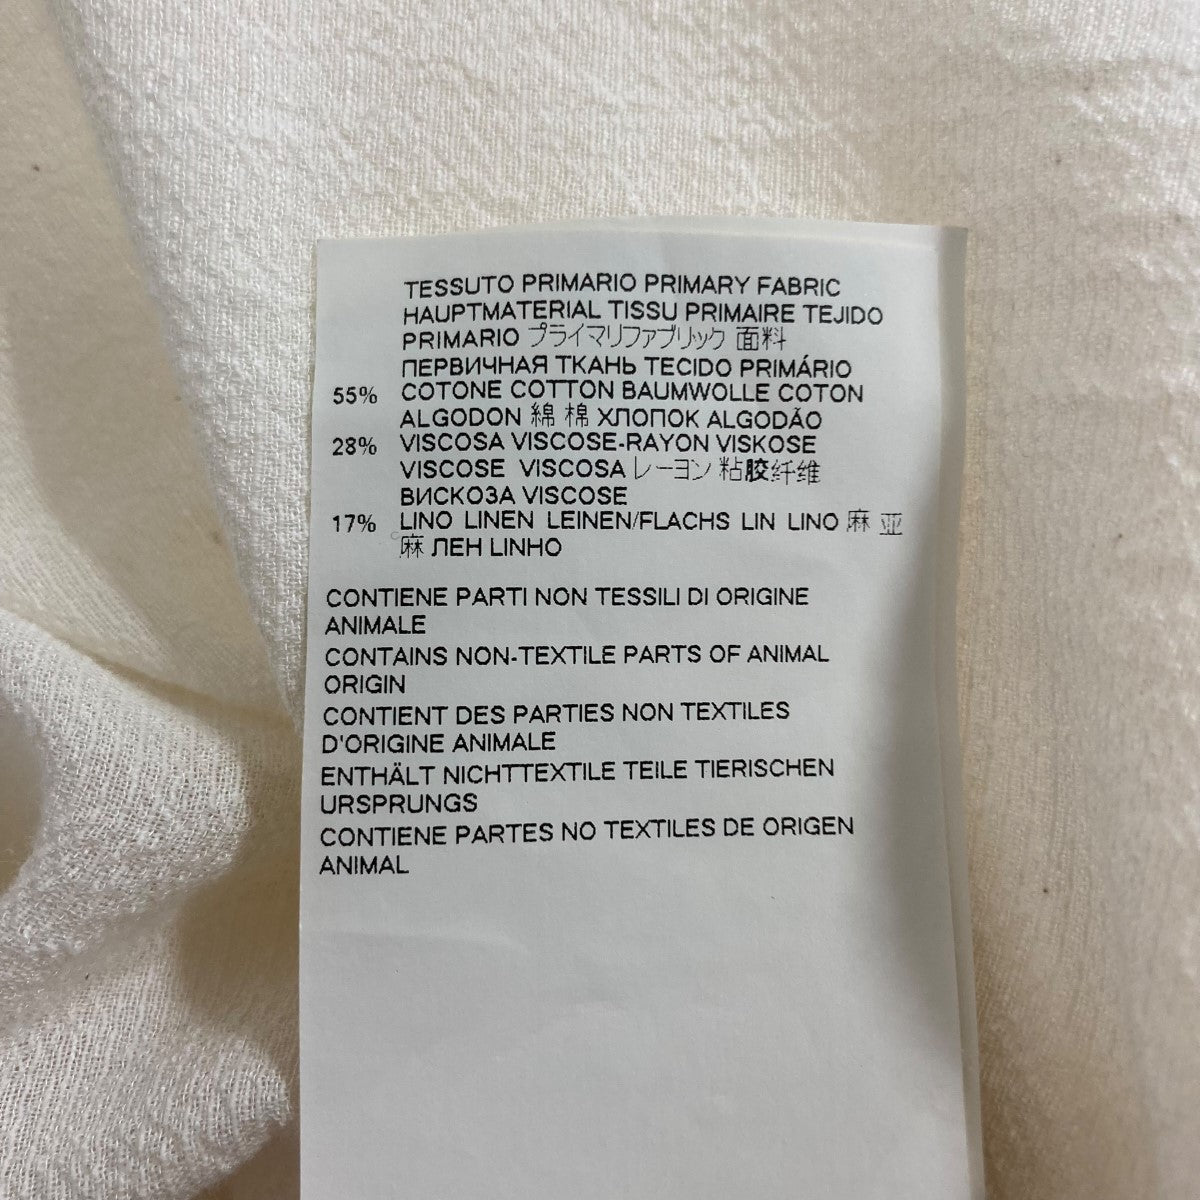 TESSUTO PRIMARIO PRIMARY FABRIC
HAUPTMATERIAL TISSU PRIMAIRE TEJIDO
PRIMARIO プライマリファブリック 面料
ПЕРВИЧНАЯ ТКАНЬ TECIDO PRIMÁRIO
55% COTONE COTTON BAUMWOLLE COTON
ALGODON 綿 棉 ХЛОПОК ALGODÃO
28% VISCOSA VISCOSE-RAYON VISKOSE
VISCOSE VISCOSA レーヨン 粘胶纤维
ВИСКОЗА VISCOSE
17% LINO LINEN LEINEN/FLACHS LIN LINO 麻 亚
麻 ЛЕН LINHO
CONTIENE PARTI NON TESSILI DI ORIGINE
ANIMALE
CONTAINS NON-TEXTILE PARTS OF ANIMAL
ORIGIN
CONTIENT DES PARTIES NON TEXTILES
D'ORIGINE ANIMALE
ENTHÄLT NICHTTEXTILE TEILE TIERISCHEN
URSPRUNGS
CONTIENE PARTES NO TEXTILES DE ORIGEN
ANIMAL